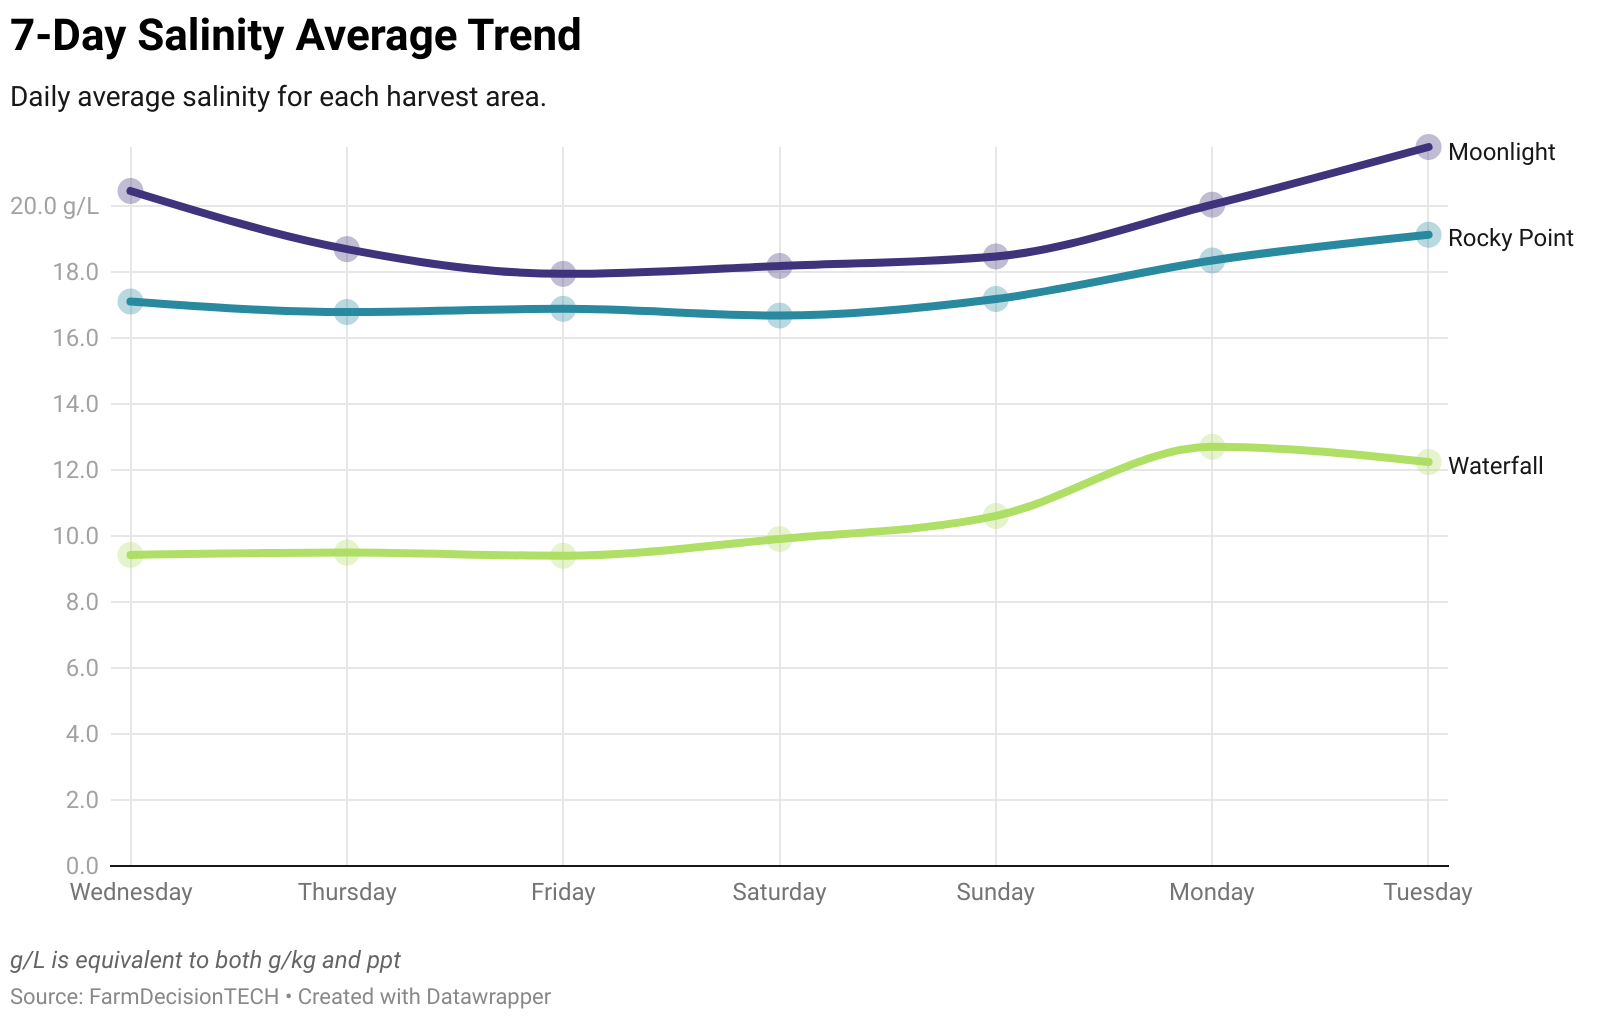 7-Day Salinity Average Trend
Daily average salinity for each harvest area.
Moonlight
20.0 g/L
Rocky Point
18.0
16.0
14.0
12.0
Waterfall
10.0
8.0
6.0
4.0
2.0
0.0
Wednesday Thursday Friday Saturday Sunday Monday Tuesday
g/L is equivalent to both g/kg and ppt
Source: FarmDecisionTECH • Created with Datawrapper